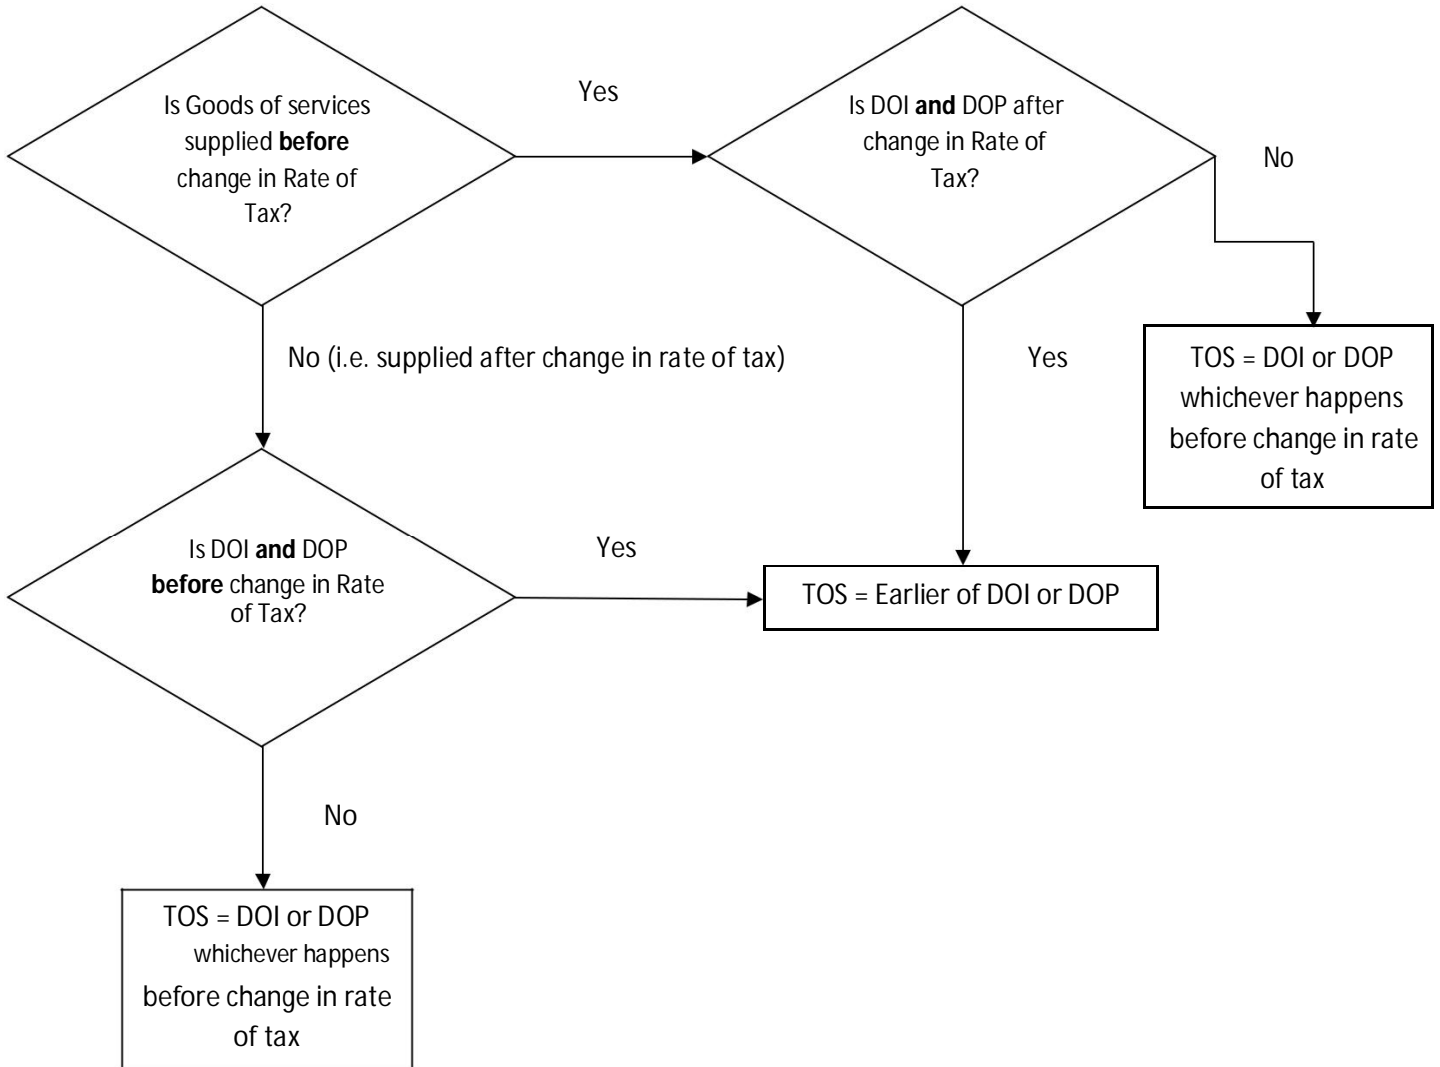 Is Goods of services
supplied before
change in Rate of
Tax?
Yes
Is DOI and DOP after
change in Rate of
Tax?
No
No (i.e. supplied after change in rate of tax)
Yes
TOS = DOI or DOP
whichever happens
before change in rate
of tax
Is DOI and DOP
before change in Rate
of Tax?
Yes
TOS = Earlier of DOI or DOP
No
TOS = DOI or DOP
whichever happens
before change in rate
of tax